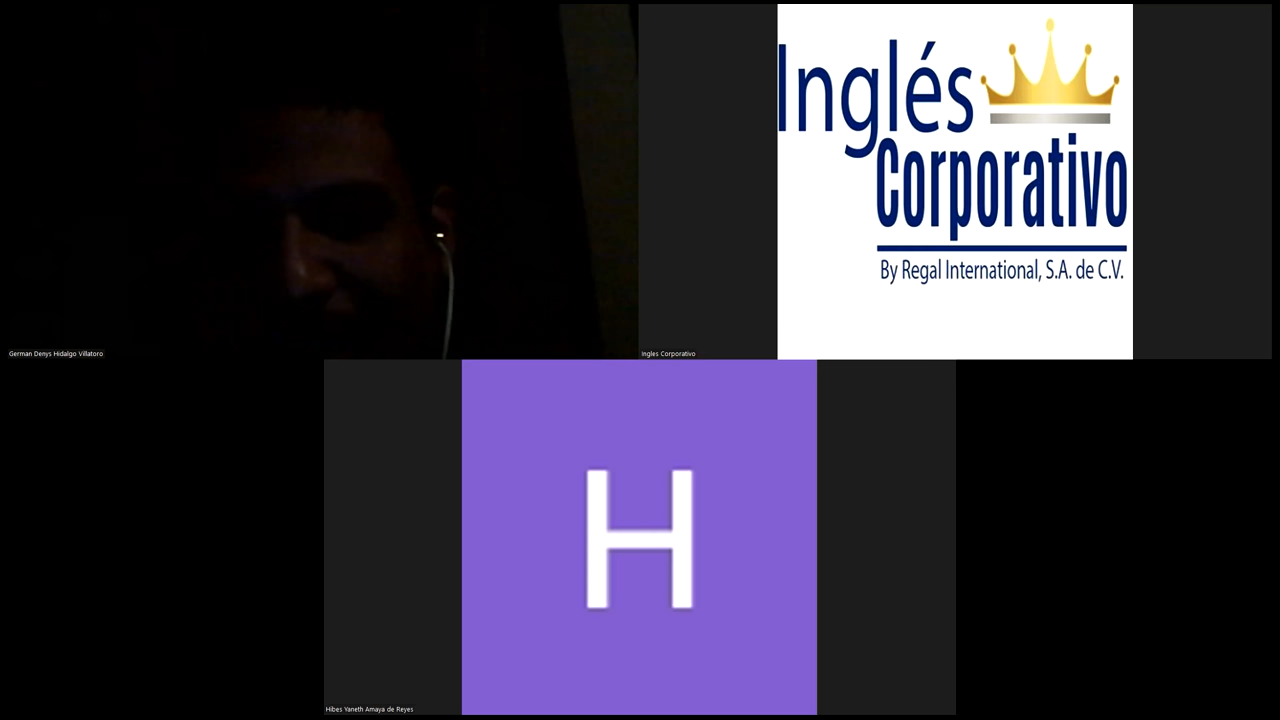 Inglés
Corporativo
By Regal International, S.A. de C.V.
German Denys Hidalgo Villatoro
Ingles Corporativo
H
Hibes Yaneth Amaya de Reyes